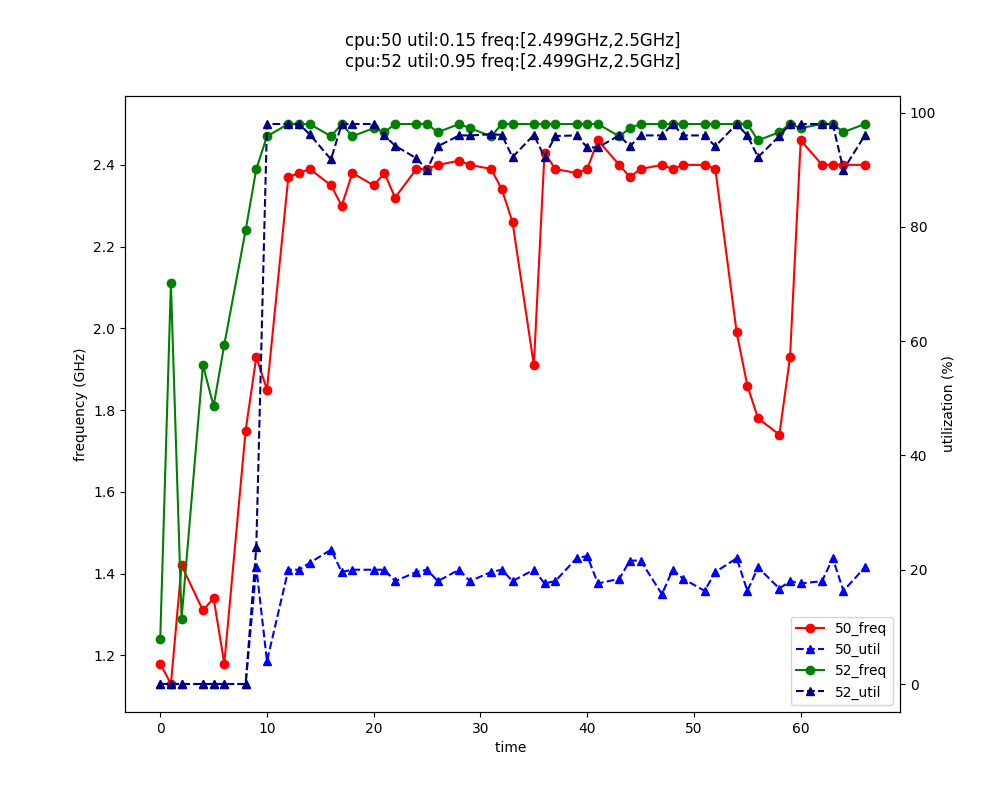 cpu:50 util:0.15 freq:[2.499GHz,2.5GHz]
cpu:52 util:0.95 freq:[2.499GHz,2.5GHz]
frequency (GHz)
2.4
2.2
2.0
1.8
1.6
1.4
1.2
0 10 20 30 40 50 60
time
100
80
60
40
20
0
utilization (%)
50_freq
50_util
52_freq
52_util